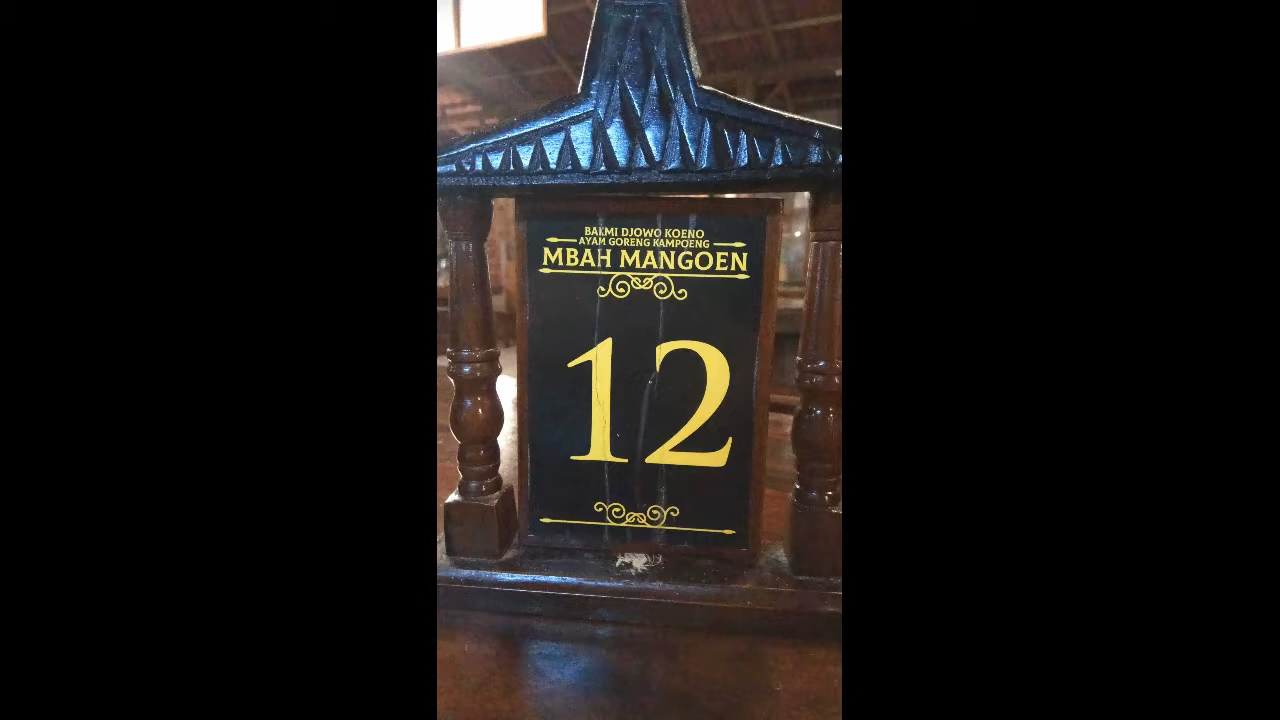 BAKMI DJOWO KOENO
AYAM GORENG KAMPOENG
MBAH MANGOEN
12